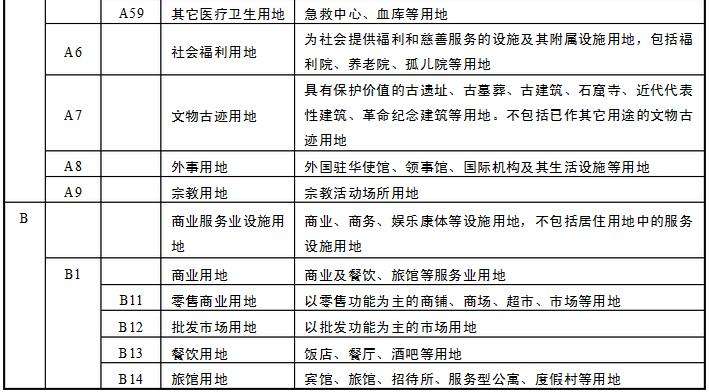 A59 其它医疗卫生用地 急救中心、血库等用地
A6 社会福利用地 为社会提供福利和慈善服务的设施及其附属设施用地，包括福
利院、养老院、孤儿院等用地
A7 文物古迹用地 具有保护价值的古遗址、古墓葬、古建筑、石窟寺、近代代表
性建筑、革命纪念建筑等用地。不包括已作其它用途的文物古
迹用地
A8 外事用地 外国驻华使馆、领事馆、国际机构及其生活设施等用地
A9 宗教用地 宗教活动场所用地
B 商业服务业设施用
地 商业、商务、娱乐康体等设施用地，不包括居住用地中的服务
设施用地
B1 商业用地 商业及餐饮、旅馆等服务业用地
B11 零售商业用地 以零售功能为主的商铺、商场、超市、市场等用地
B12 批发市场用地 以批发功能为主的市场用地
B13 餐饮用地 饭店、餐厅、酒吧等用地
B14 旅馆用地 宾馆、旅馆、招待所、服务型公寓、度假村等用地